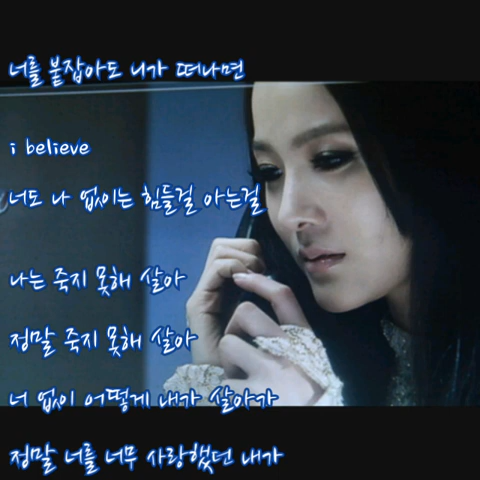 너를 붙잡아도 니가 떠나면
i believe
너도 나 없이는 힘들걸 아는걸
나는 죽지 못해 살아
정말 죽지 못해 살아
너 없이 어떻게 내가 살아가
정말 너를 너무 사랑했던 내가